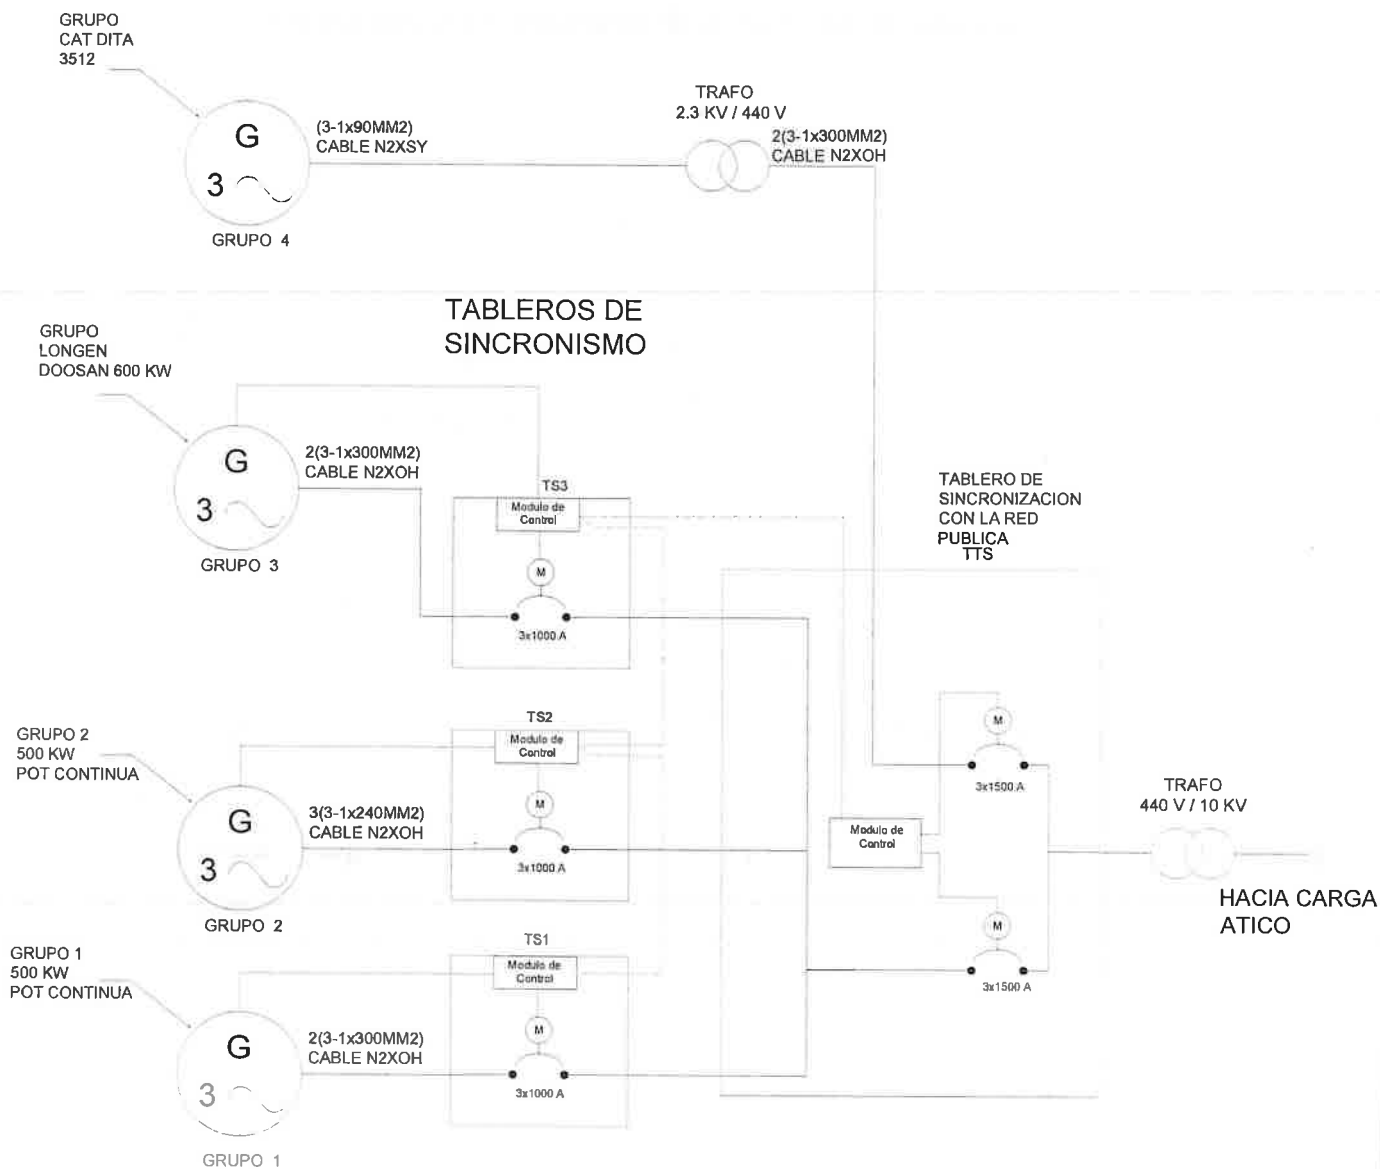 GRUPO
CAT DITA
3512
G
3
GRUPO 4
(3-1x90MM2)
CABLE N2XSY
TRAFO
2.3 KV / 440 V
2(3-1x300MM2)
CABLE N2XOH
TABLEROS DE
SINCRONISMO
GRUPO
LONGEN
DOOSAN 600 KW
G
3
GRUPO 3
2(3-1x300MM2)
CABLE N2XOH
TS3
Modulo de
Control
M
3x1000 A
TABLERO DE
SINCRONIZACION
CON LA RED
PUBLICA
TTS
GRUPO 2
500 KW
POT CONTINUA
G
3
GRUPO 2
3(3-1x240MM2)
CABLE N2XOH
TS2
Modulo de
Control
M
3x1000 A
M
3x1500 A
Modulo de
Control
M
3x1500 A
TRAFO
440 V / 10 KV
HACIA CARGA
ATICO
GRUPO 1
500 KW
POT CONTINUA
G
3
GRUPO 1
2(3-1x300MM2)
CABLE N2XOH
TS1
Modulo de
Control
M
3x1000 A